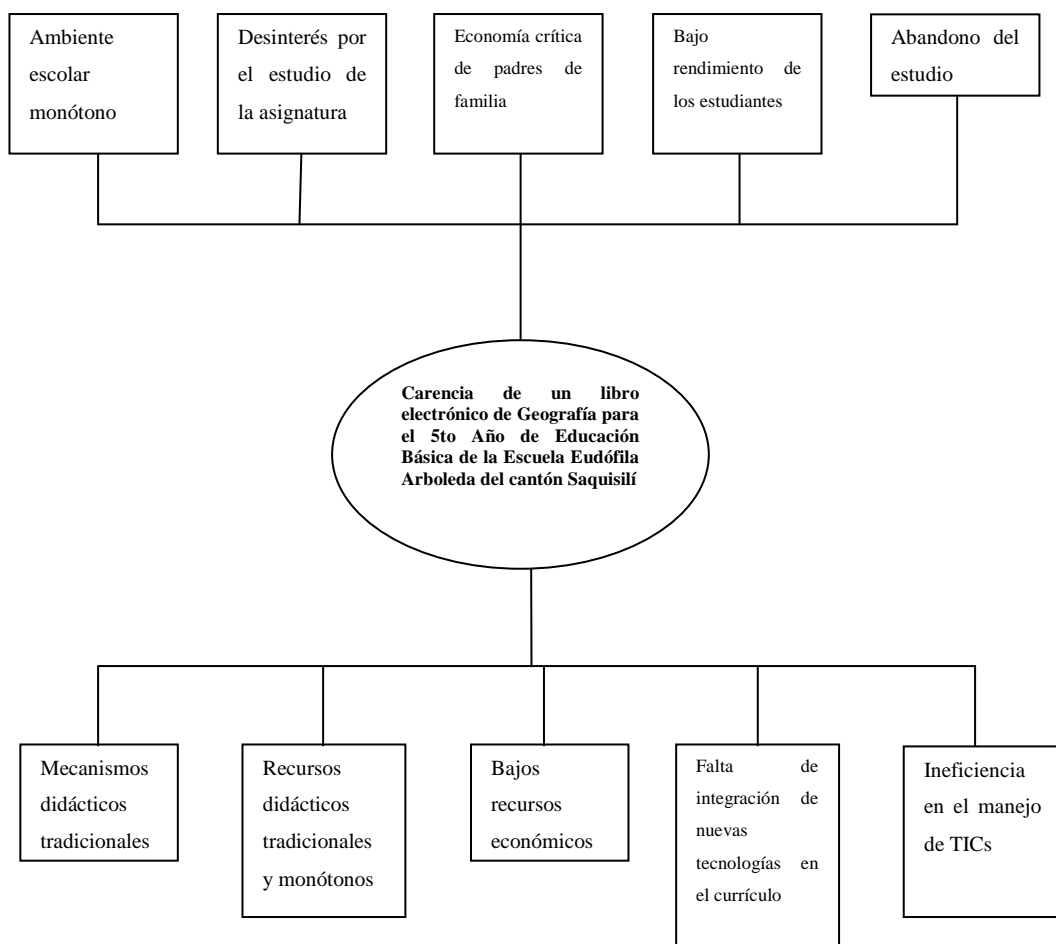 Ambiente
escolar
monótono
Desinterés por
el estudio de
la asignatura
Economía crítica
de padres de
familia
Bajo
rendimiento de
los estudiantes
Abandono del
estudio
Carencia de un libro
electrónico de Geografía para
el 5to Año de Educación
Básica de la Escuela Eudófila
Arboleda del cantón Saquisilí
Mecanismos
didácticos
tradicionales
Recursos
didácticos
tradicionales
y monótonos
Bajos
recursos
económicos
Falta de
integración de
nuevas
tecnologías en
el currículo
Ineficiencia
en el manejo
de TICs